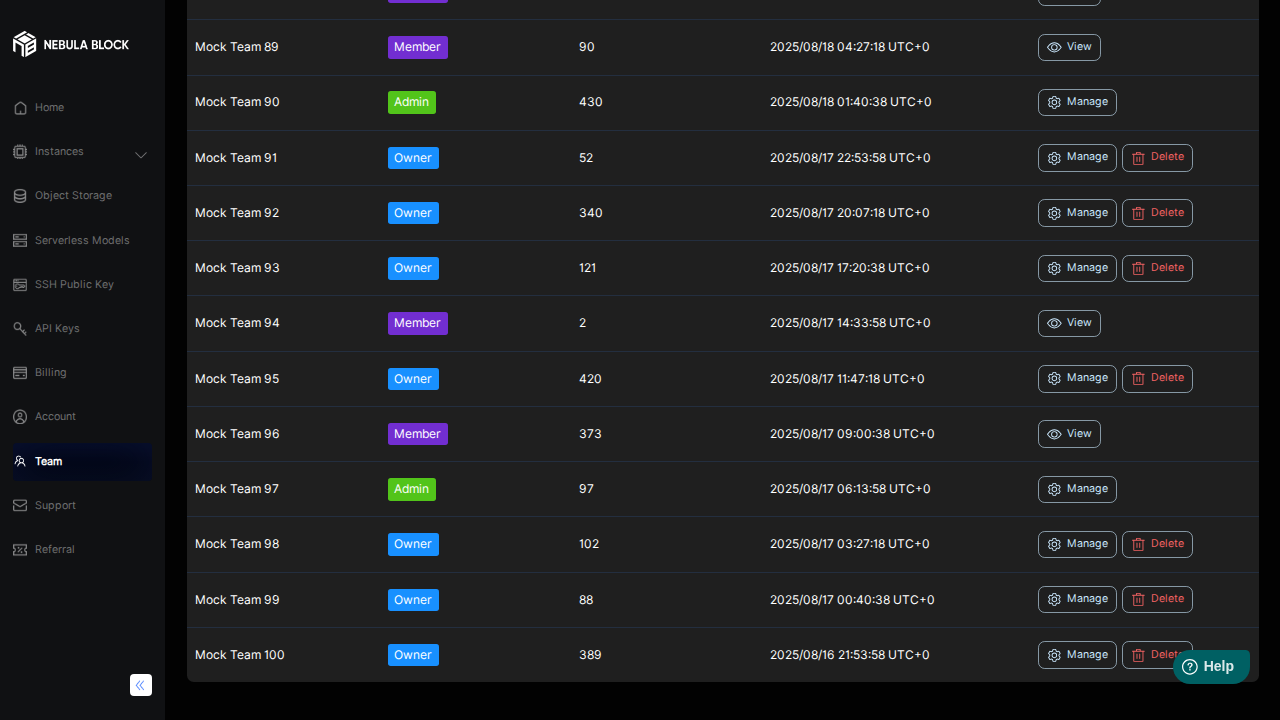 NEBULA BLOCK
Home
Instances
Object Storage
Serverless Models
SSH Public Key
API Keys
Billing
Account
Team
Support
Referral
Mock Team 89 Member 90 2025/08/18 04:27:18 UTC+0 View
Mock Team 90 Admin 430 2025/08/18 01:40:38 UTC+0 Manage
Mock Team 91 Owner 52 2025/08/17 22:53:58 UTC+0 Manage Delete
Mock Team 92 Owner 340 2025/08/17 20:07:18 UTC+0 Manage Delete
Mock Team 93 Owner 121 2025/08/17 17:20:38 UTC+0 Manage Delete
Mock Team 94 Member 2 2025/08/17 14:33:58 UTC+0 View
Mock Team 95 Owner 420 2025/08/17 11:47:18 UTC+0 Manage Delete
Mock Team 96 Member 373 2025/08/17 09:00:38 UTC+0 View
Mock Team 97 Admin 97 2025/08/17 06:13:58 UTC+0 Manage
Mock Team 98 Owner 102 2025/08/17 03:27:18 UTC+0 Manage Delete
Mock Team 99 Owner 88 2025/08/17 00:40:38 UTC+0 Manage Delete
Mock Team 100 Owner 389 2025/08/16 21:53:58 UTC+0 Manage Delete
Help